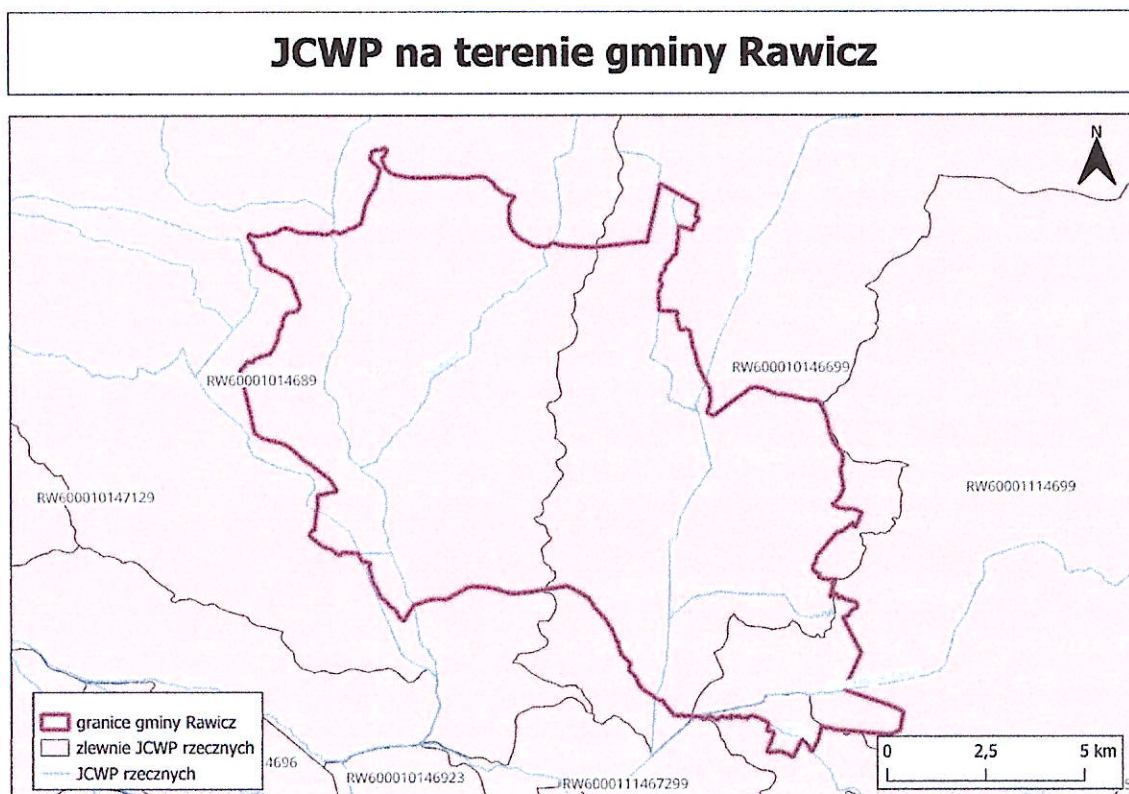 JCWP na terenie gminy Rawicz
N
RW60001014689
RW600010146699
RW600010147129
RW60001114699
granice gminy Rawicz
zlewnie JCWP rzecznych
JCWP rzecznych
4696
RW600010146923
RW6000111467299
0 2,5 5 km